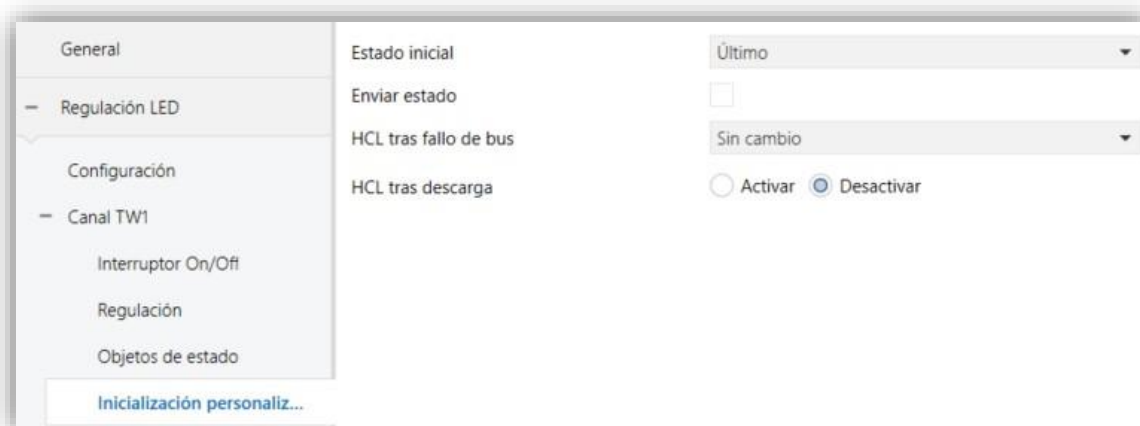 General
Regulación LED
Configuración
Canal TW1
Interruptor On/Off
Regulación
Objetos de estado
Inicialización personaliz...
Estado inicial Último
Enviar estado
HCL tras fallo de bus Sin cambio
HCL tras descarga Activar Desactivar